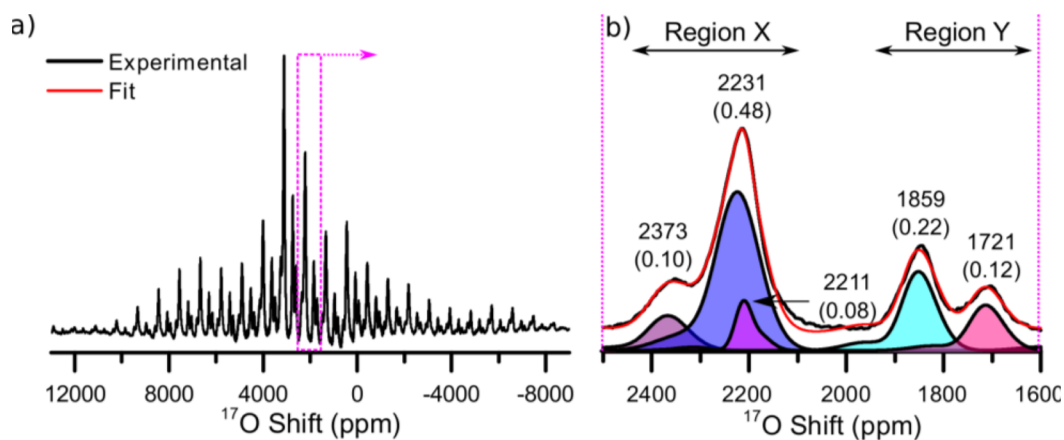 a)
Experimental
Fit
12000 8000 4000 0 -4000 -8000
¹⁷O Shift (ppm)
b)
Region X
Region Y
2231
(0.48)
2373
(0.10)
2211
(0.08)
1859
(0.22)
1721
(0.12)
2400 2200 2000 1800 1600
¹⁷O Shift (ppm)